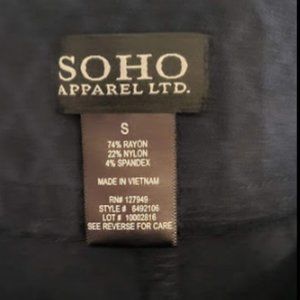 SOHO
APPAREL LTD.
S
74% RAYON
22% NYLON
4% SPANDEX
MADE IN VIETNAM
RN# 127949
STYLE # 6492106
LOT # 10002816
SEE REVERSE FOR CARE